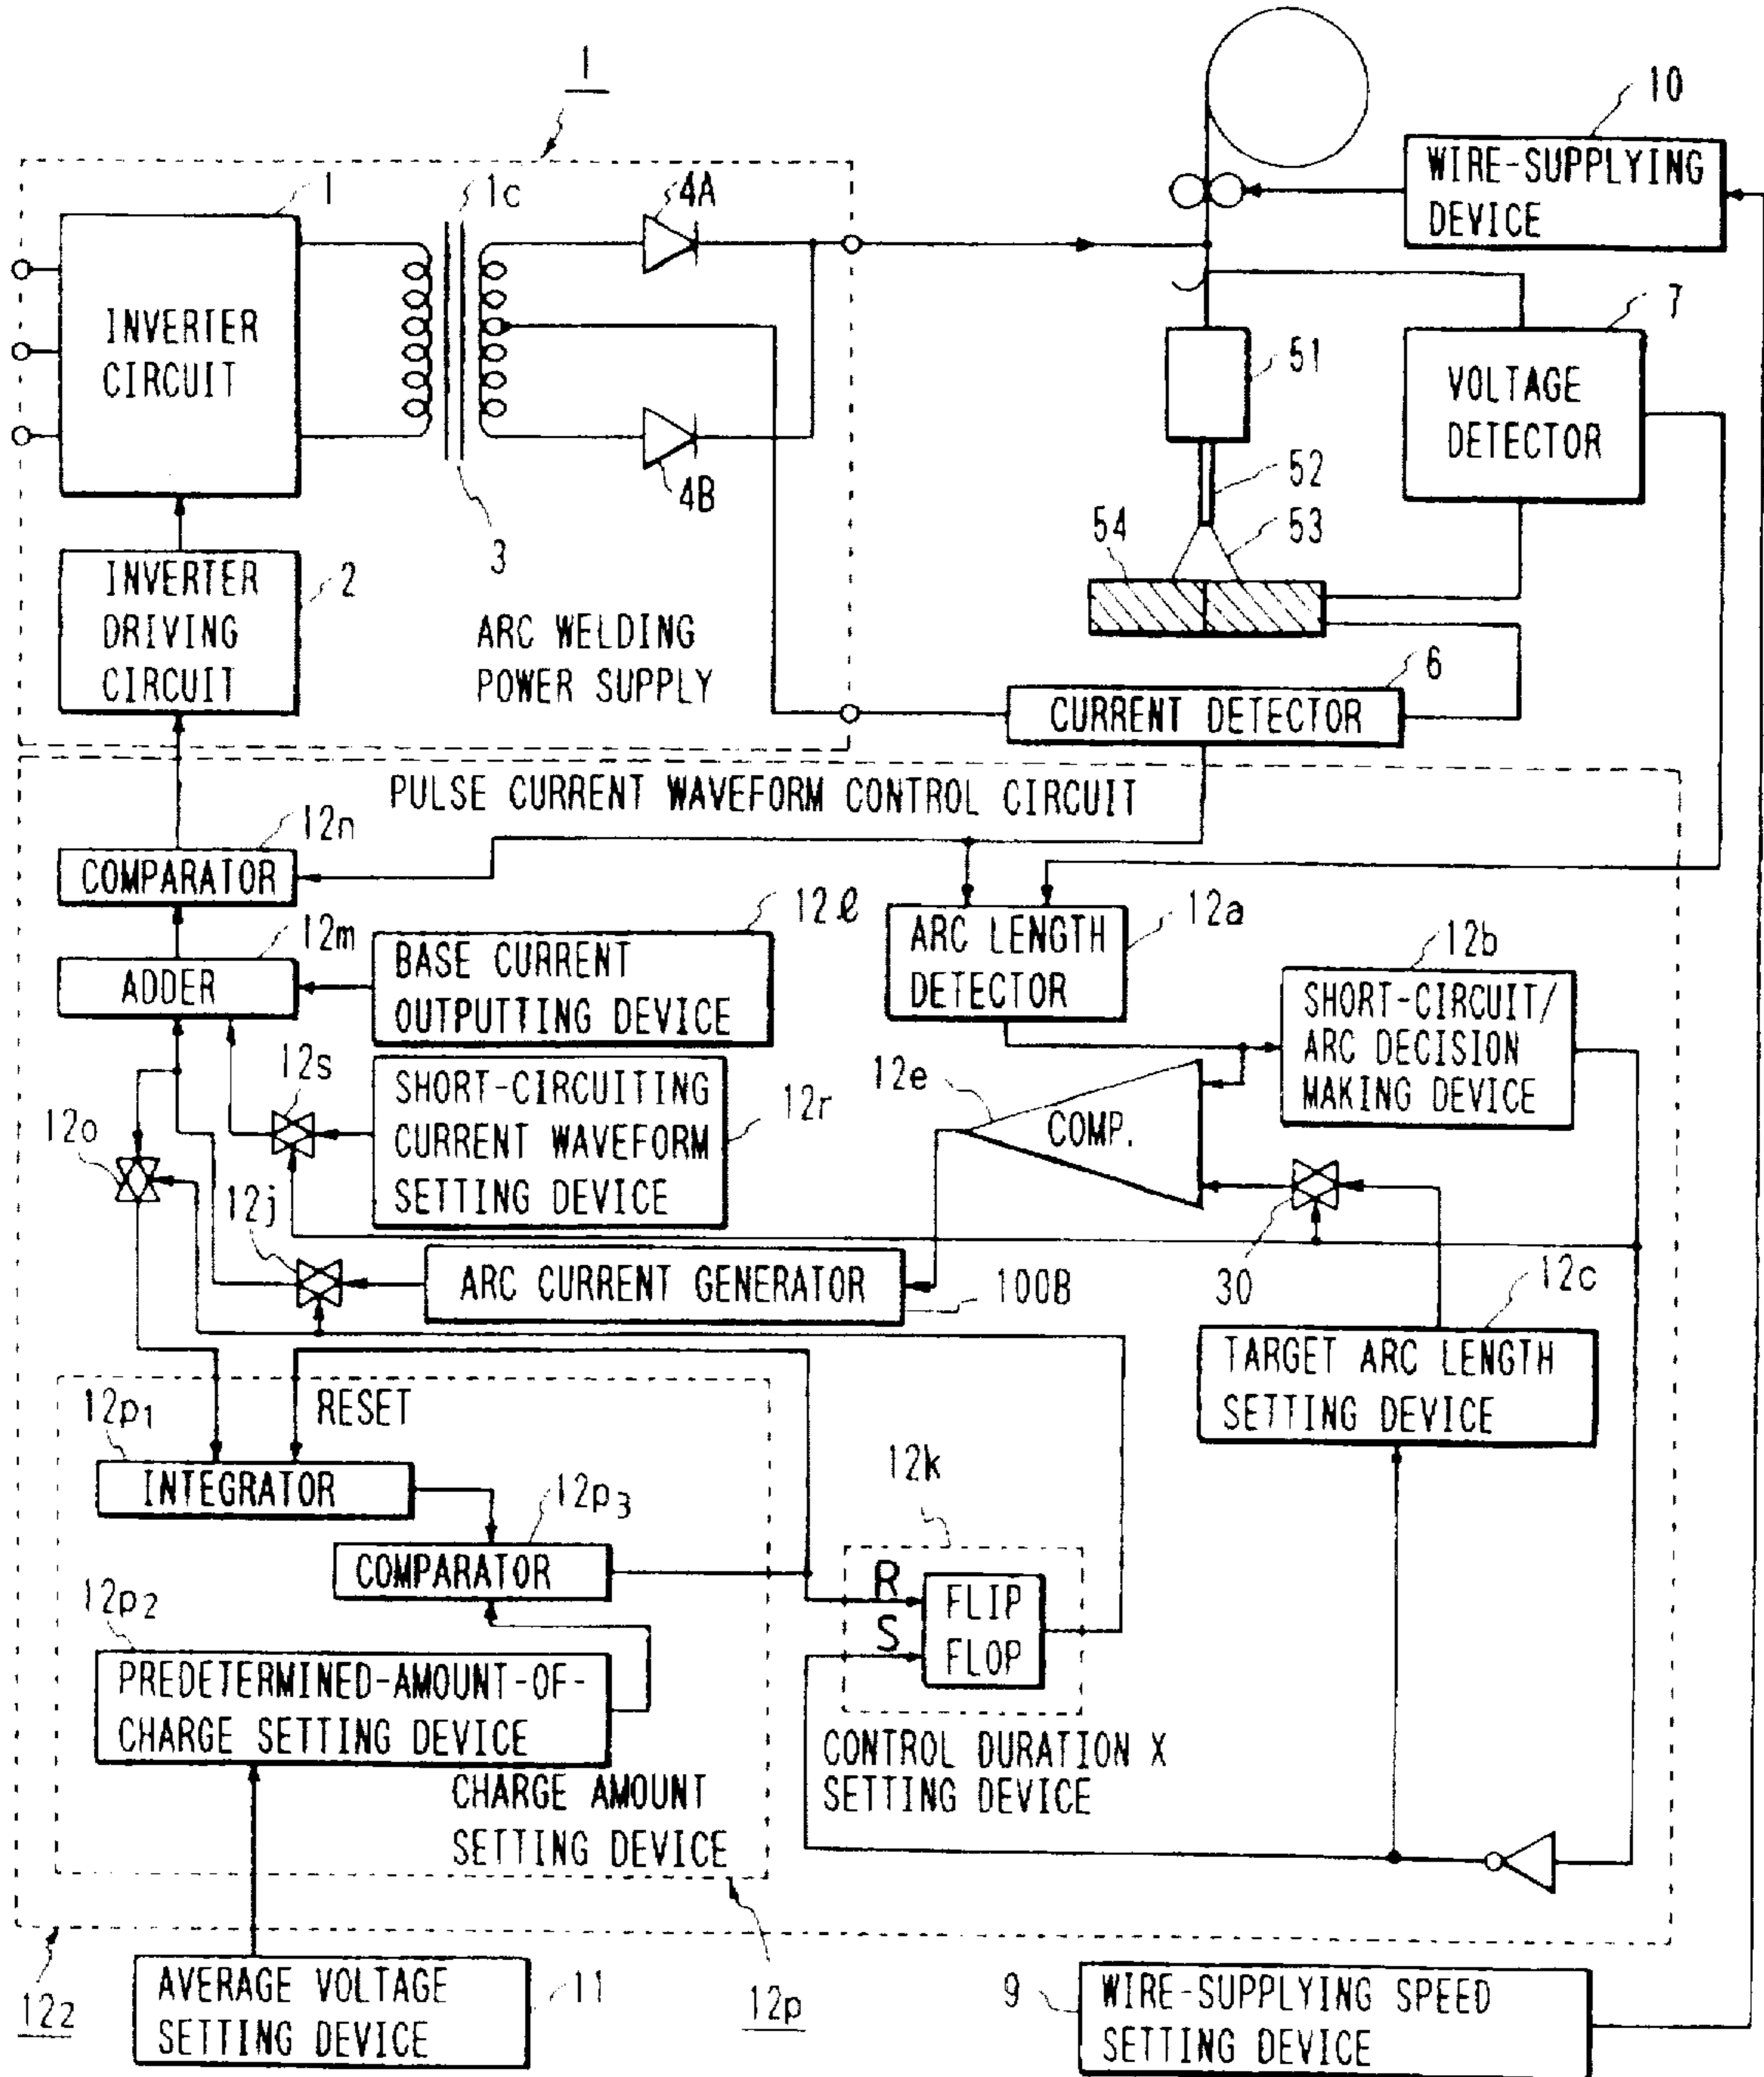 1
10
WIRE-SUPPLYING
DEVICE
1
1c
4A
INVERTER
CIRCUIT
4B
3
7
VOLTAGE
DETECTOR
51
52
53
54
INVERTER
DRIVING
CIRCUIT
2
ARC WELDING
POWER SUPPLY
6
CURRENT DETECTOR
PULSE CURRENT WAVEFORM CONTROL CIRCUIT
12n
COMPARATOR
12m
ADDER
12ℓ
BASE CURRENT
OUTPUTTING DEVICE
ARC LENGTH
DETECTOR
12a
12b
SHORT-CIRCUIT/
ARC DECISION
MAKING DEVICE
12s
SHORT-CIRCUITING
CURRENT WAVEFORM
SETTING DEVICE
12r
12e
COMP.
12o
12j
ARC CURRENT GENERATOR
100B
30
12c
TARGET ARC LENGTH
SETTING DEVICE
12p1
RESET
INTEGRATOR
12p3
COMPARATOR
12k
R
S
FLIP
FLOP
12p2
PREDETERMINED-AMOUNT-OF-
CHARGE SETTING DEVICE
CONTROL DURATION X
SETTING DEVICE
CHARGE AMOUNT
SETTING DEVICE
122
AVERAGE VOLTAGE
SETTING DEVICE
11
12p
9
WIRE-SUPPLYING SPEED
SETTING DEVICE